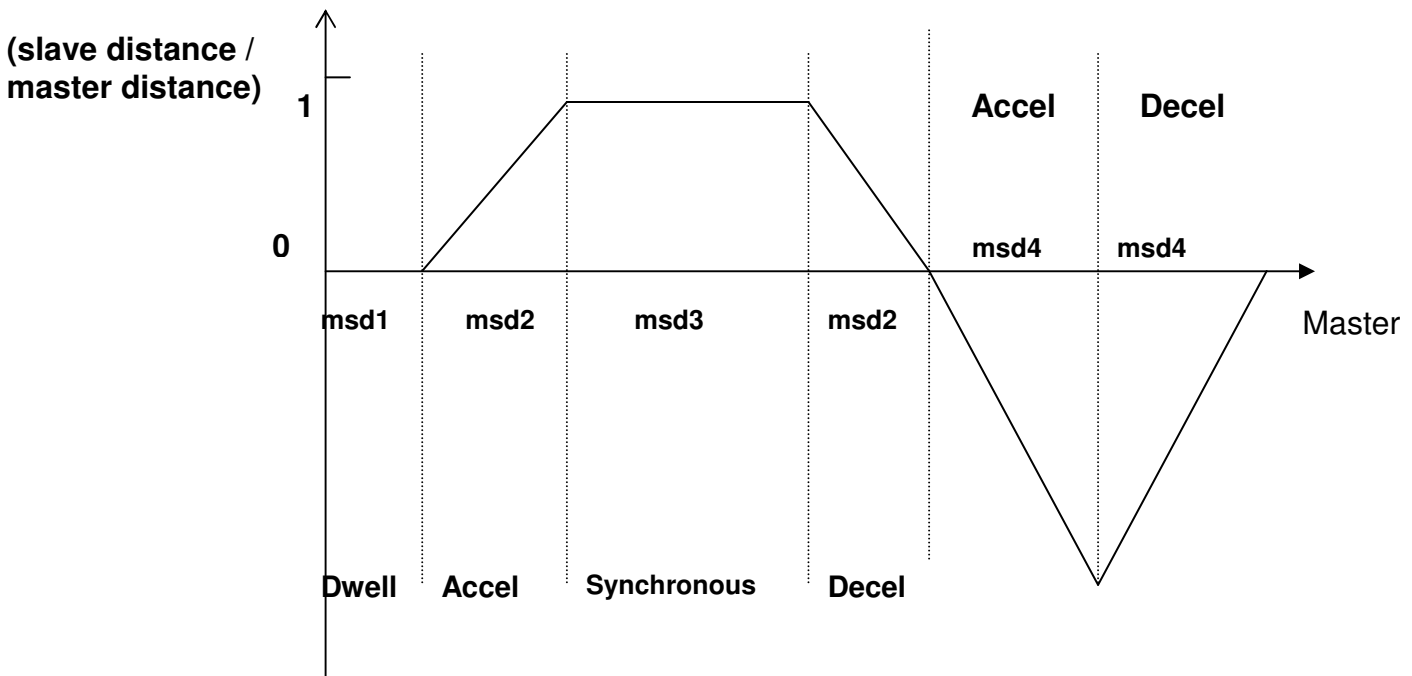 (slave distance /
master distance)
1
Accel Decel
0
msd4 msd4
msd1 msd2 msd3 msd2
Master
Dwell Accel Synchronous Decel